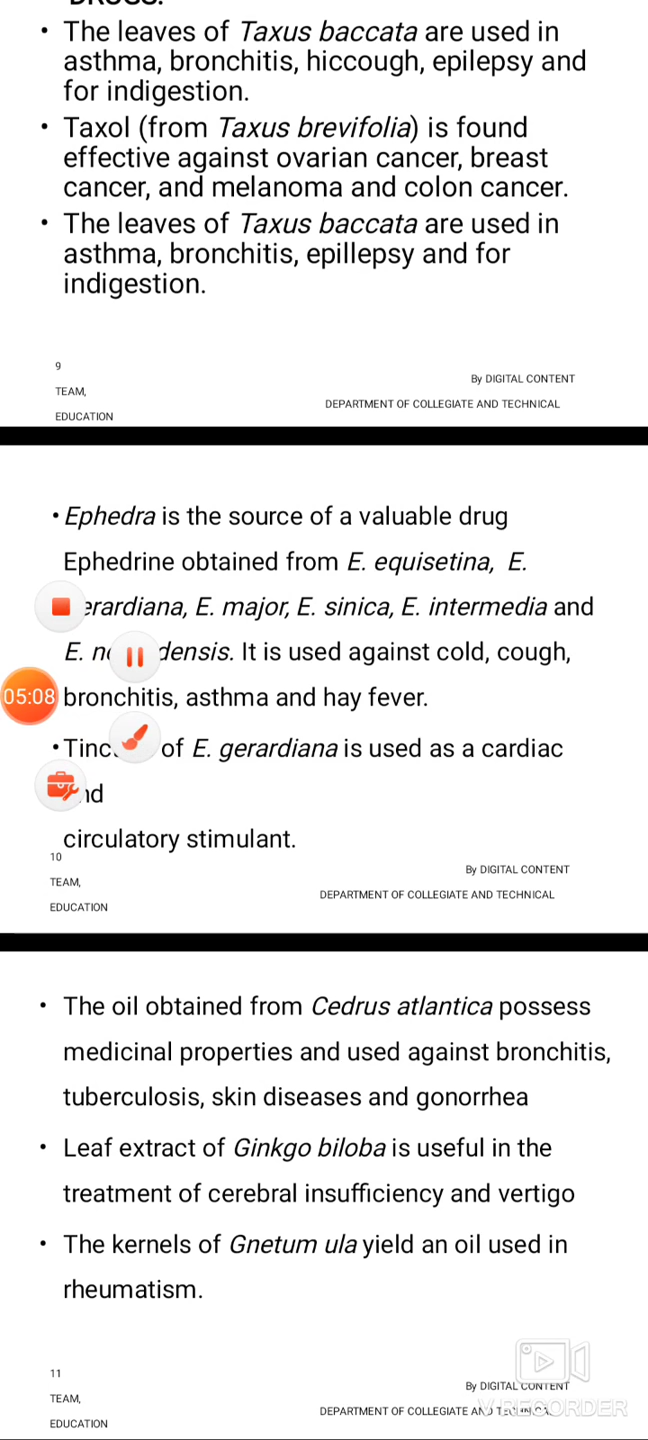 • The leaves of Taxus baccata are used in
asthma, bronchitis, hiccough, epilepsy and
for indigestion.
• Taxol (from Taxus brevifolia) is found
effective against ovarian cancer, breast
cancer, and melanoma and colon cancer.
• The leaves of Taxus baccata are used in
asthma, bronchitis, epillepsy and for
indigestion.
9
By DIGITAL CONTENT
TEAM,
DEPARTMENT OF COLLEGIATE AND TECHNICAL
EDUCATION
• Ephedra is the source of a valuable drug
Ephedrine obtained from E. equisetina, E.
erardiana, E. major, E. sinica, E. intermedia and
E. densis. It is used against cold, cough,
05:08
bronchitis, asthma and hay fever.
• of E. gerardiana is used as a cardiac
circulatory stimulant.
10
By DIGITAL CONTENT
TEAM,
DEPARTMENT OF COLLEGIATE AND TECHNICAL
EDUCATION
• The oil obtained from Cedrus atlantica possess
medicinal properties and used against bronchitis,
tuberculosis, skin diseases and gonorrhea
• Leaf extract of Ginkgo biloba is useful in the
treatment of cerebral insufficiency and vertigo
• The kernels of Gnetum ula yield an oil used in
rheumatism.
11
By DIGITAL CONTENT
TEAM,
DEPARTMENT OF COLLEGIATE AND
V RECORDER
EDUCATION